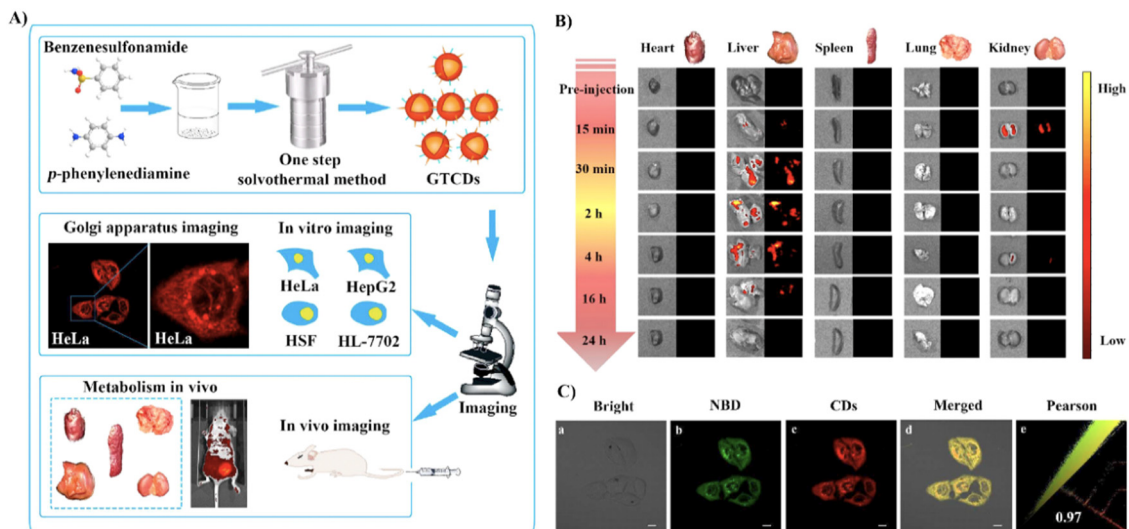 A)
Benzenesulfonamide
p-phenylenediamine
One step
solvothermal method
GTCDs
Golgi apparatus imaging
HeLa
HeLa
In vitro imaging
HeLa
HepG2
HSF
HL-7702
Imaging
Metabolism in vivo
In vivo imaging
B)
Heart
Liver
Spleen
Lung
Kidney
Pre-injection
15 min
30 min
2 h
4 h
16 h
24 h
High
Low
C)
Bright
NBD
CDs
Merged
Pearson
a
b
c
d
e
0,97